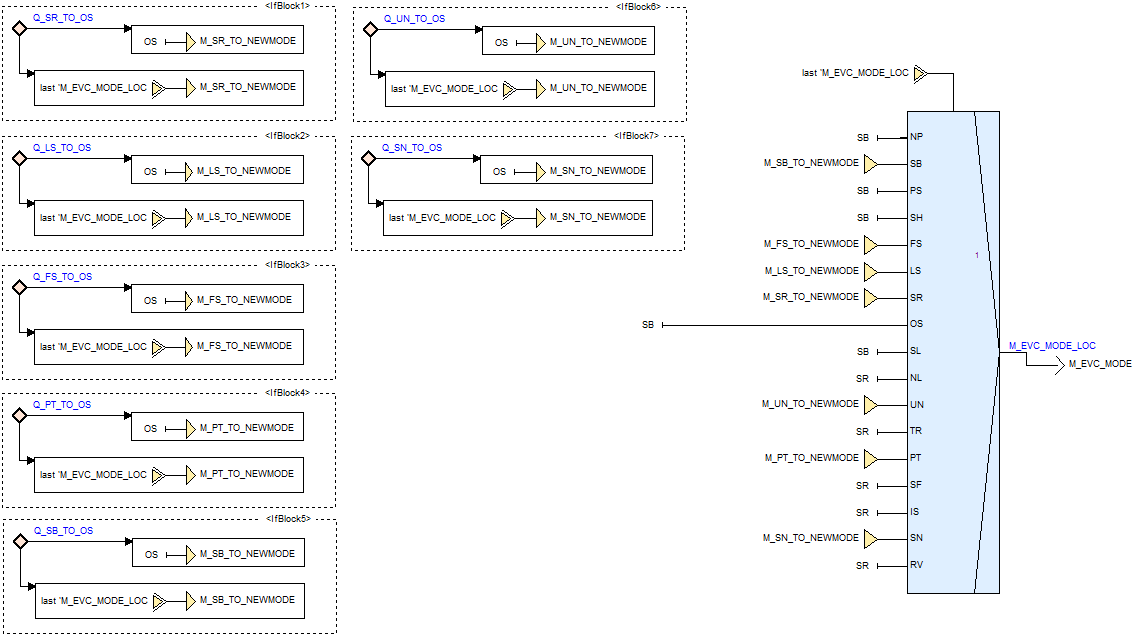 <IfBlock1>
Q_SR_TO_OS
OS M_SR_TO_NEWMODE
last 'M_EVC_MODE_LOC M_SR_TO_NEWMODE
<IfBlock2>
Q_LS_TO_OS
OS M_LS_TO_NEWMODE
last 'M_EVC_MODE_LOC M_LS_TO_NEWMODE
<IfBlock3>
Q_FS_TO_OS
OS M_FS_TO_NEWMODE
last 'M_EVC_MODE_LOC M_FS_TO_NEWMODE
<IfBlock4>
Q_PT_TO_OS
OS M_PT_TO_NEWMODE
last 'M_EVC_MODE_LOC M_PT_TO_NEWMODE
<IfBlock5>
Q_SB_TO_OS
OS M_SB_TO_NEWMODE
last 'M_EVC_MODE_LOC M_SB_TO_NEWMODE
<IfBlock6>
Q_UN_TO_OS
OS M_UN_TO_NEWMODE
last 'M_EVC_MODE_LOC M_UN_TO_NEWMODE
<IfBlock7>
Q_SN_TO_OS
OS M_SN_TO_NEWMODE
last 'M_EVC_MODE_LOC M_SN_TO_NEWMODE
last 'M_EVC_MODE_LOC
SB NP
M_SB_TO_NEWMODE SB
SB PS
SB SH
M_FS_TO_NEWMODE FS
1
M_LS_TO_NEWMODE LS
M_SR_TO_NEWMODE SR
SB OS
SB SL
SR NL
M_UN_TO_NEWMODE UN
SR TR
M_PT_TO_NEWMODE PT
SR SF
SR IS
M_SN_TO_NEWMODE SN
SR RV
M_EVC_MODE_LOC
M_EVC_MODE